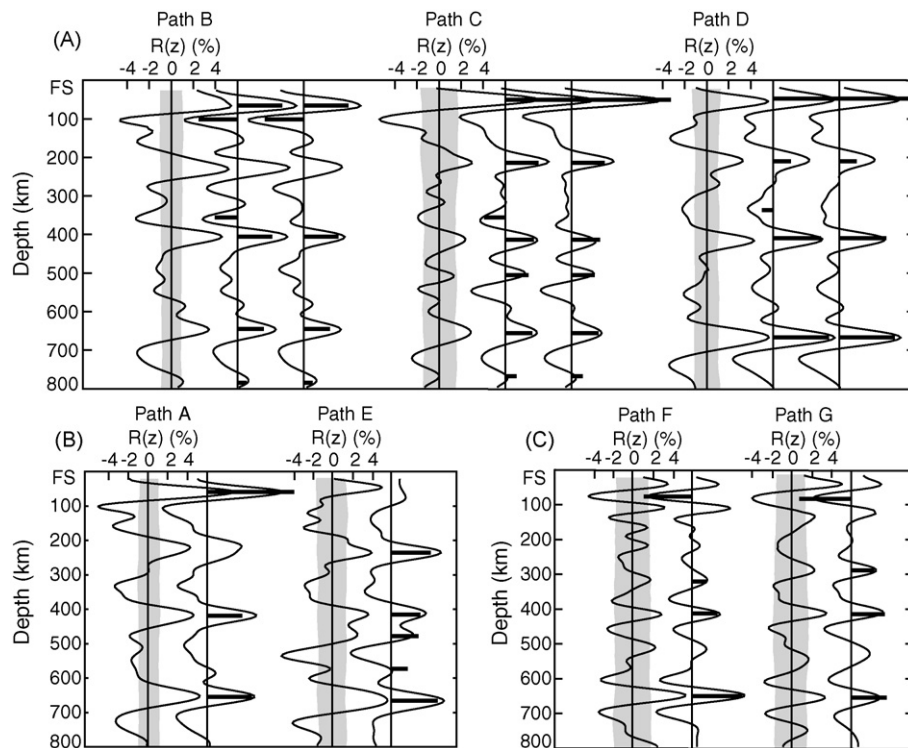 Path B Path C Path D
(A) R(z) (%) R(z) (%) R(z) (%)
-4 -2 0 2 4 -4 -2 0 2 4 -4 -2 0 2 4
FS
100
200
300
400
500
600
700
800
Depth (km)
Path A Path E
(B) R(z) (%) R(z) (%)
-4 -2 0 2 4 -4 -2 0 2 4
FS
100
200
300
400
500
600
700
800
Depth (km)
Path F Path G
(C) R(z) (%) R(z) (%)
-4 -2 0 2 4 -4 -2 0 2 4
FS
100
200
300
400
500
600
700
800
Depth (km)